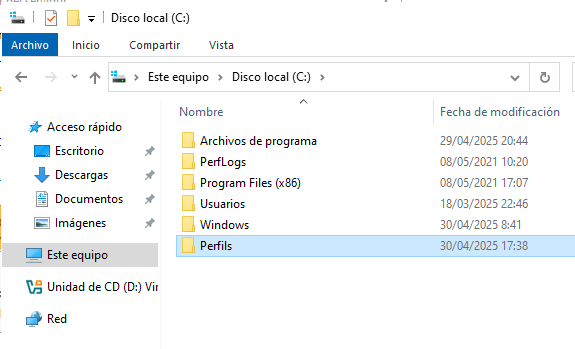 Disco local (C:)
Archivo Inicio Compartir Vista
Este equipo Disco local (C:)
Nombre Fecha de modificación
Acceso rápido
Escritorio
Descargas
Documentos
Imágenes
Este equipo
Unidad de CD (D:) Vir
Red
Archivos de programa 29/04/2025 20:44
PerfLogs 08/05/2021 10:20
Program Files (x86) 08/05/2021 17:07
Usuarios 18/03/2025 22:46
Windows 30/04/2025 8:41
Perfils 30/04/2025 17:38